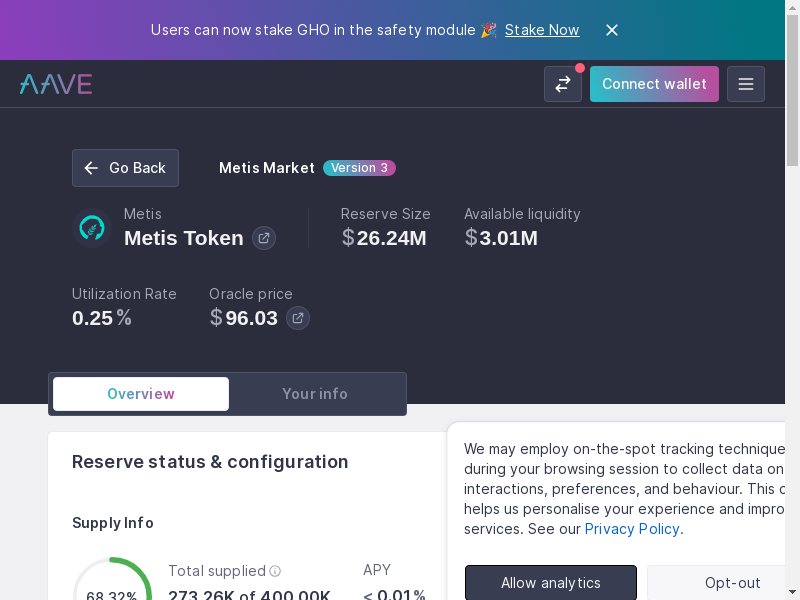 Users can now stake GHO in the safety module 🎉 Stake Now
AAVE
Connect wallet
Go Back
Metis Market
Version 3
Metis
Metis Token
Reserve Size
$26.24M
Available liquidity
$3.01M
Utilization Rate
0.25%
Oracle price
$96.03
Overview
Your info
Reserve status & configuration
Supply Info
68.32%
Total supplied
273.26K of 400.00K
APY
< 0.01%
We may employ on-the-spot tracking technique
during your browsing session to collect data on
interactions, preferences, and behaviour. This
helps us personalise your experience and impro
services. See our Privacy Policy.
Allow analytics
Opt-out